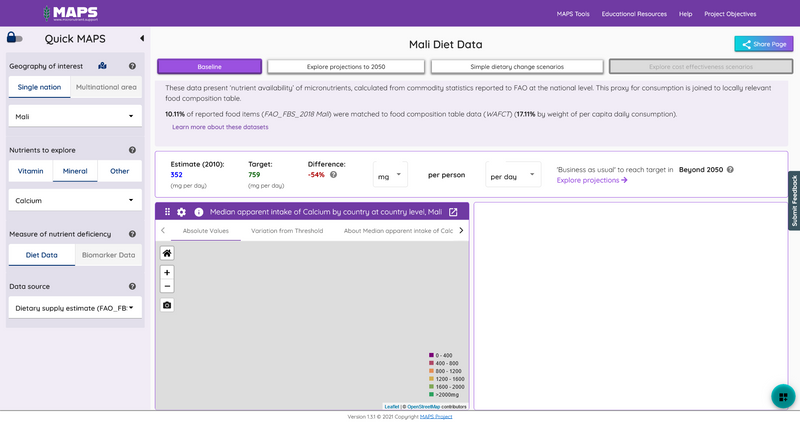 MAPS
www.micronutrient.support
MAPS Tools
Educational Resources
Help
Project Objectives
Quick MAPS
Geography of interest
Single nation
Multinational area
Mali
Nutrients to explore
Vitamin
Mineral
Other
Calcium
Measure of nutrient deficiency
Diet Data
Biomarker Data
Data source
Dietary supply estimate (FAO_FBS
Mali Diet Data
Share Page
Baseline
Explore projections to 2050
Simple dietary change scenarios
Explore cost effectiveness scenarios
These data present 'nutrient availability' of micronutrients, calculated from commodity statistics reported to FAO at the national level. This proxy for consumption is joined to locally relevant
food composition table.
10.11% of reported food items (FAO_FBS_2018 Mali) were matched to food composition table data (WAFCT) (17.11% by weight of per capita daily consumption).
Learn more about these datasets
Estimate (2010):
352
(mg per day)
Target:
759
(mg per day)
Difference:
-54%
mg
per person
per day
'Business as usual' to reach target in Beyond 2050
Explore projections
Submit Feedback
Median apparent intake of Calcium by country at country level, Mali
Absolute Values
Variation from Threshold
About Median apparent intake of Calc
+
−
0 - 400
400 - 800
800 - 1200
1200 - 1600
1600 - 2000
>2000mg
Leaflet | © OpenStreetMap contributors
Version 1.3.1 © 2021 Copyright MAPS Project